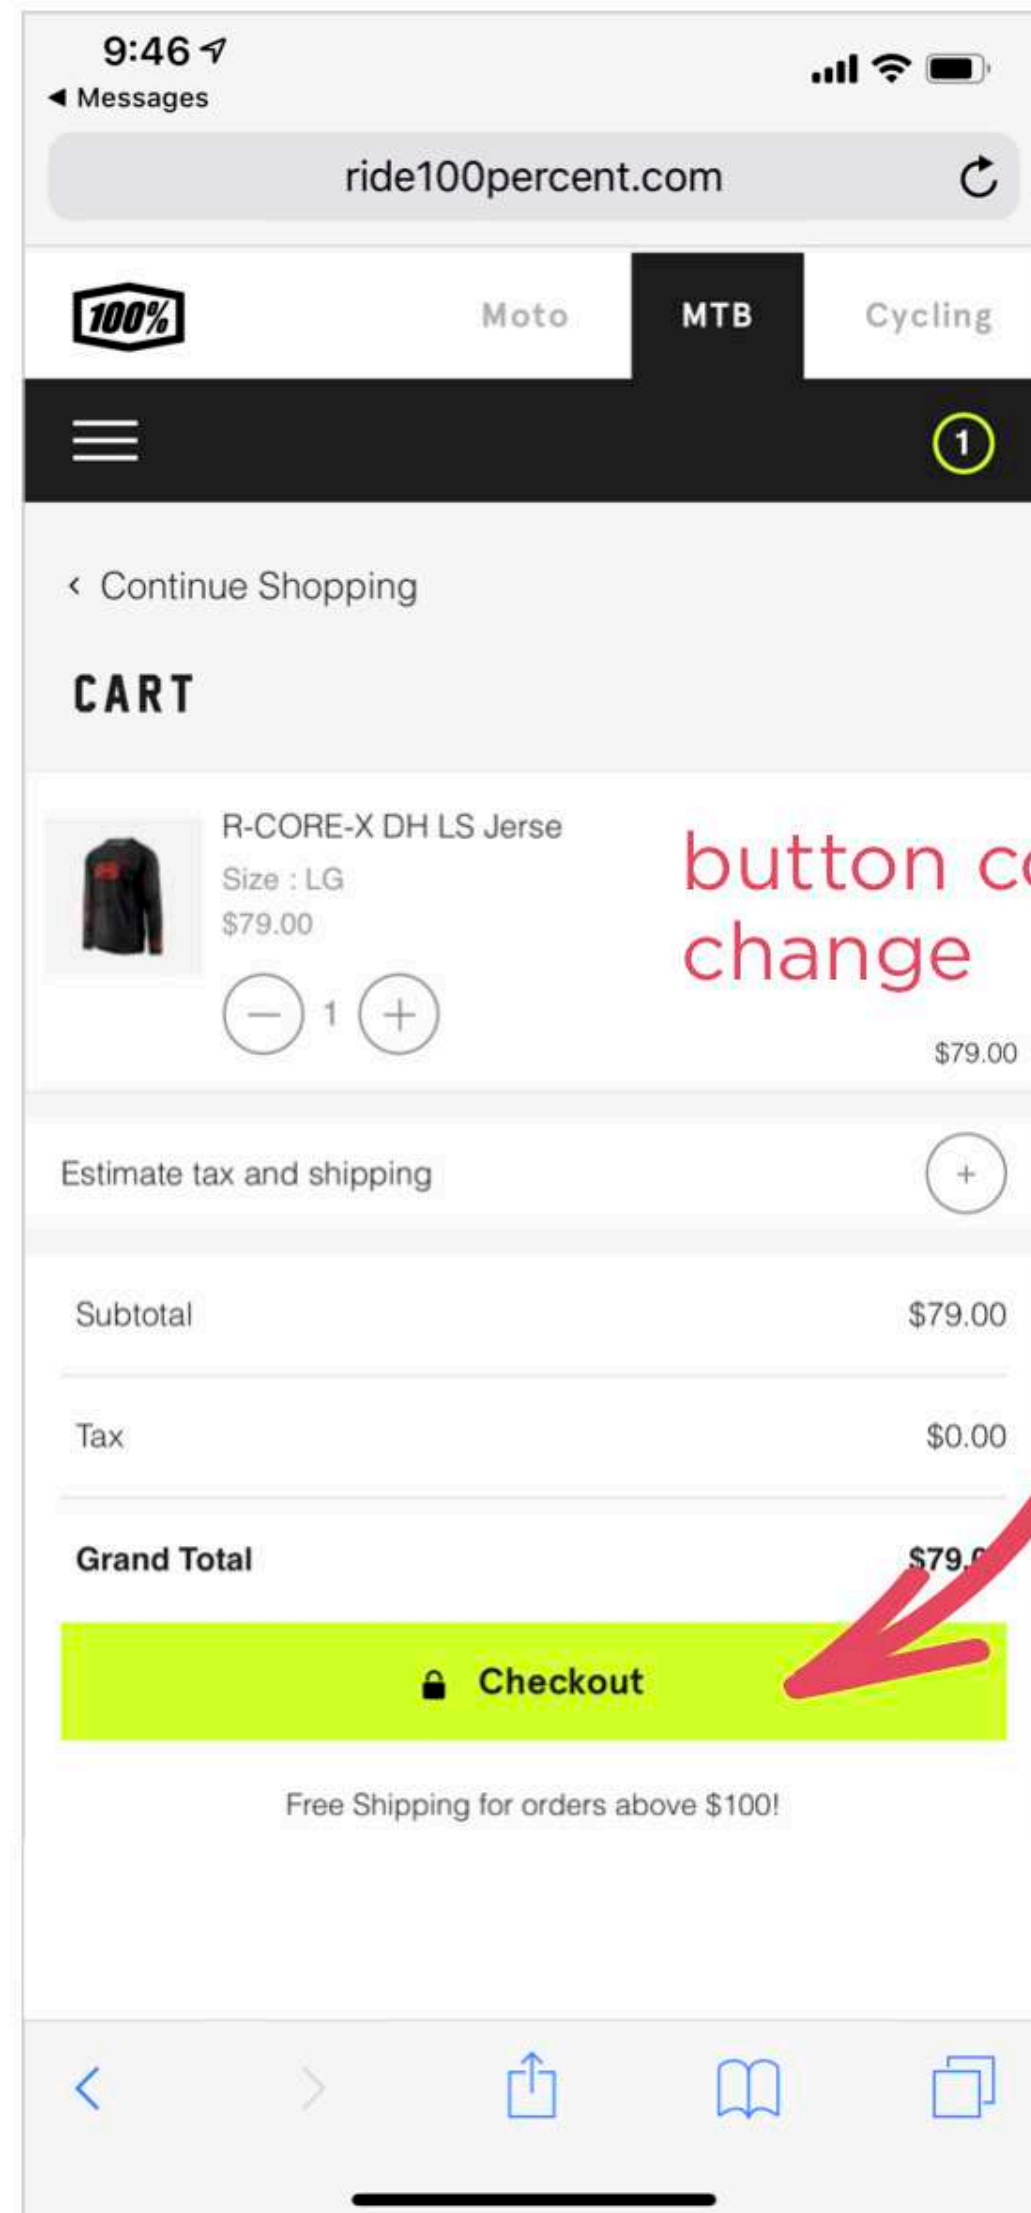 9:46
Messages
ride100percent.com
100%
Moto MTB Cycling
1
< Continue Shopping
CART
R-CORE-X DH LS Jerse
Size : LG
$79.00
1
button
change
$79.00
Estimate tax and shipping +
Subtotal $79.00
Tax $0.00
Grand Total
Checkout
Free Shipping for orders above $100!